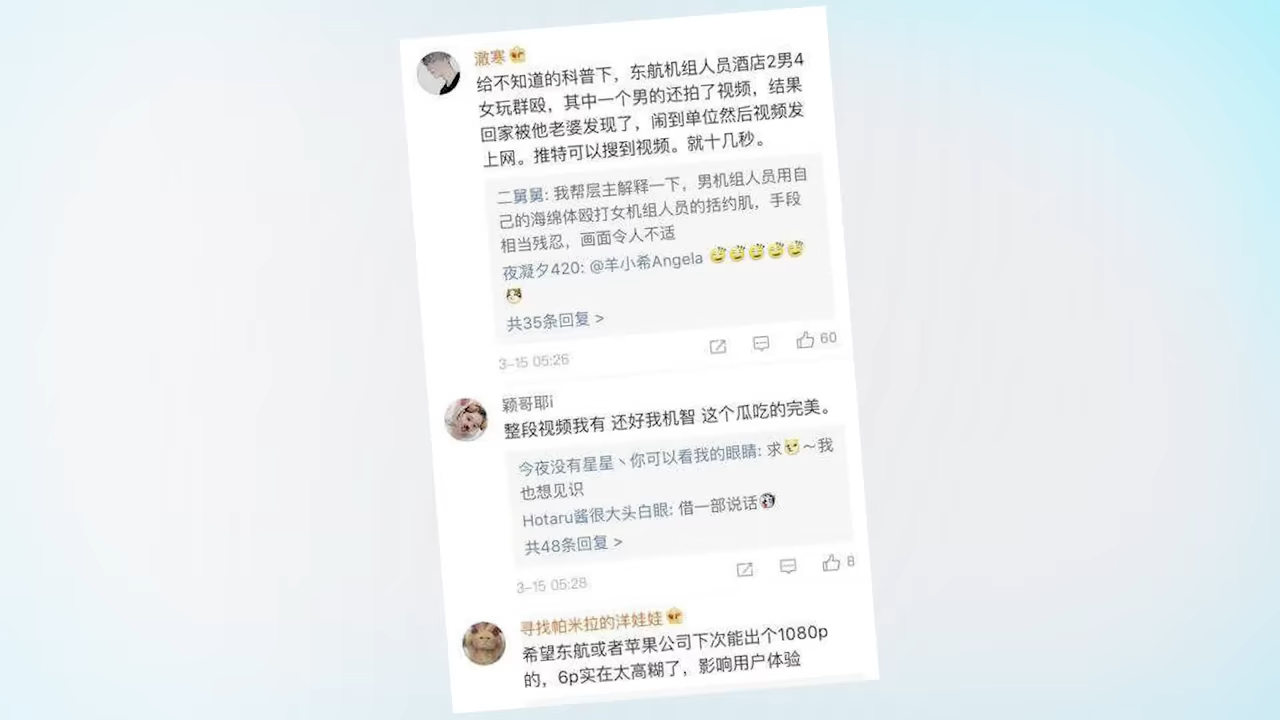 澈寒
给不知道的科普下，东航机组人员酒店2男4
女玩群殴，其中一个男的还拍了视频，结果
回家被他老婆发现了，闹到单位然后视频发
上网。推特可以搜到视频。就十几秒。
二舅舅: 我帮层主解释一下，男机组人员用自
己的海绵体殴打女机组人员的括约肌，手段
相当残忍，画面令人不适
夜凝夕420: @羊小希Angela
共35条回复 >
3-15 05:26
60
颖哥耶i
整段视频我有 还好我机智 这个瓜吃的完美。
今夜没有星星丶你可以看我的眼睛: 求～我
也想见识
Hotaru酱很大头白眼: 借一部说话
共48条回复 >
3-15 05:28
8
寻找帕米拉的洋娃娃
希望东航或者苹果公司下次能出个1080p
的，6p实在太高糊了，影响用户体验